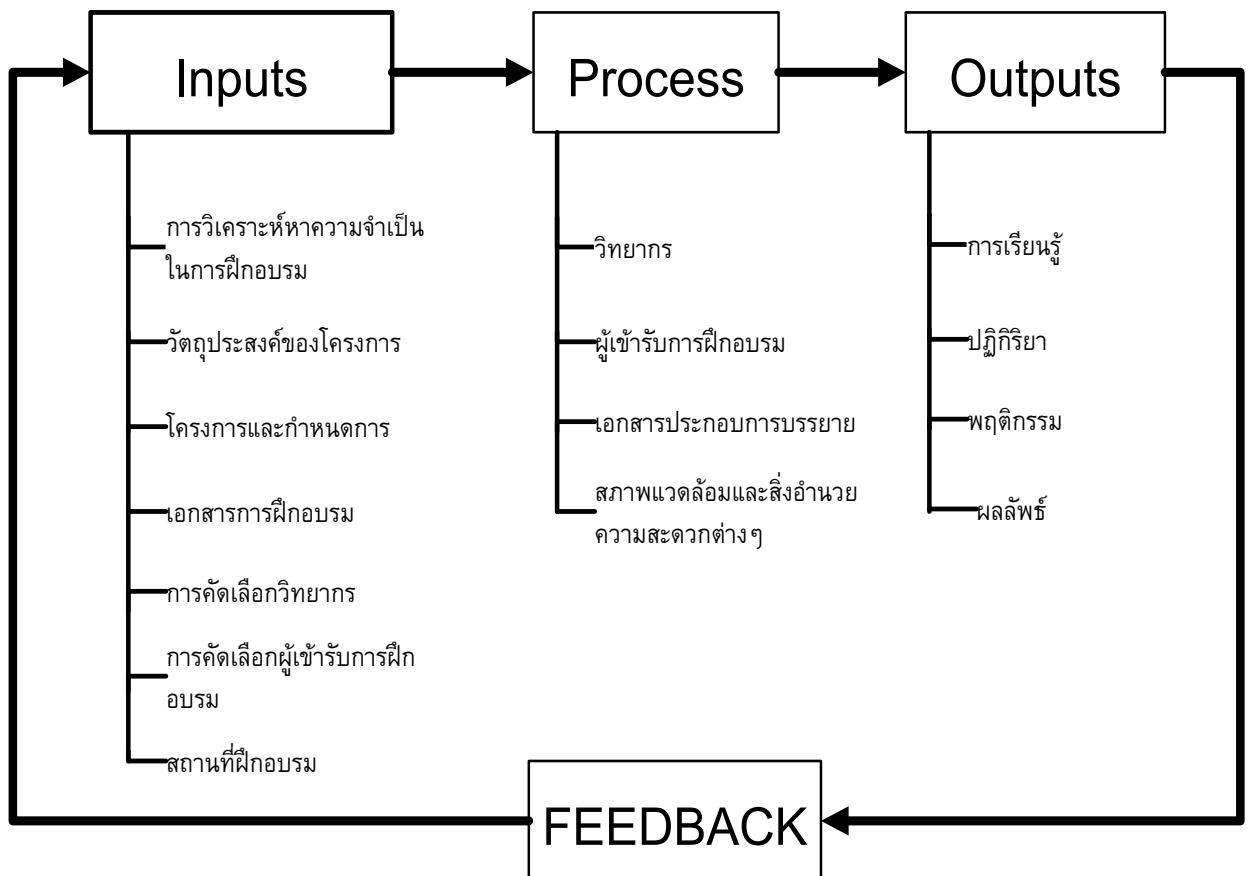 Inputs
Process
Outputs
การวิเคราะห์หาความจำเป็น
ในการฝึกอบรม
วัตถุประสงค์ของโครงการ
โครงการและกำหนดการ
เอกสารการฝึกอบรม
การคัดเลือกวิทยากร
การคัดเลือกผู้เข้ารับการฝึก
อบรม
สถานที่ฝึกอบรม
วิทยากร
ผู้เข้ารับการฝึกอบรม
เอกสารประกอบการบรรยาย
สภาพแวดล้อมและสิ่งอำนวย
ความสะดวกต่างๆ
การเรียนรู้
ปฏิกิริยา
พฤติกรรม
ผลลัพธ์
FEEDBACK